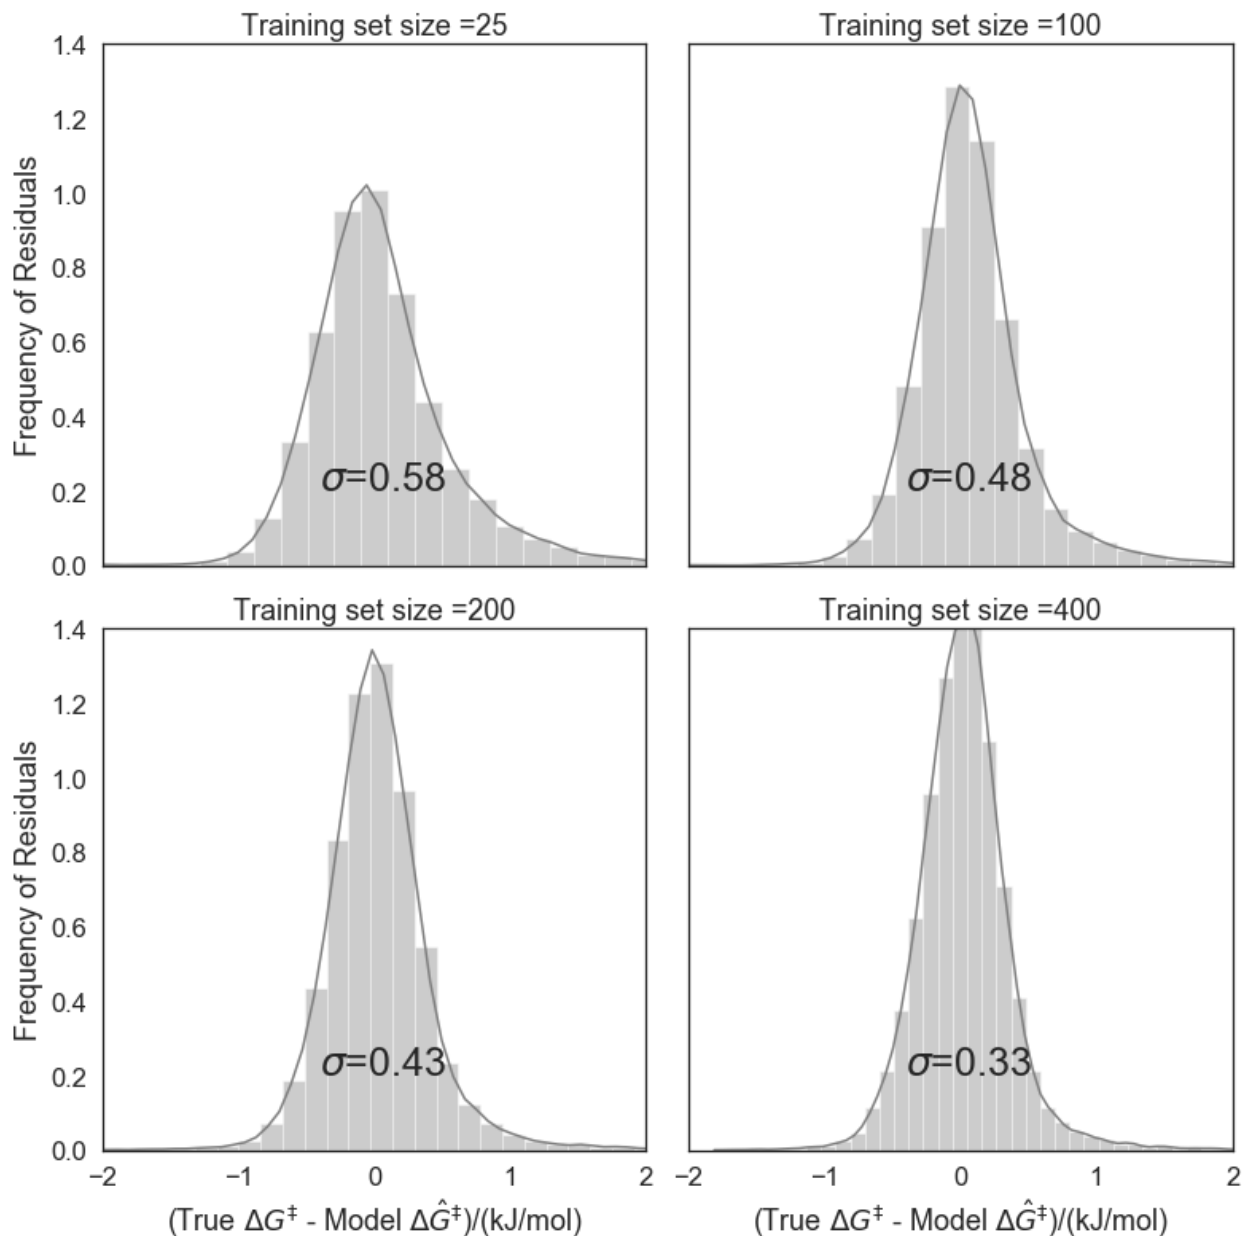 Training set size =25
Training set size =100
1.4
1.2
1.0
0.8
0.6
0.4
0.2
0.0
Frequency of Residuals
σ=0.58
σ=0.48
Training set size =200
Training set size =400
1.4
1.2
1.0
0.8
0.6
0.4
0.2
0.0
Frequency of Residuals
σ=0.43
σ=0.33
−2 −1 0 1 2
−2 −1 0 1 2
(True ΔG‡ - Model ΔĜ‡)/(kJ/mol)
(True ΔG‡ - Model ΔĜ‡)/(kJ/mol)